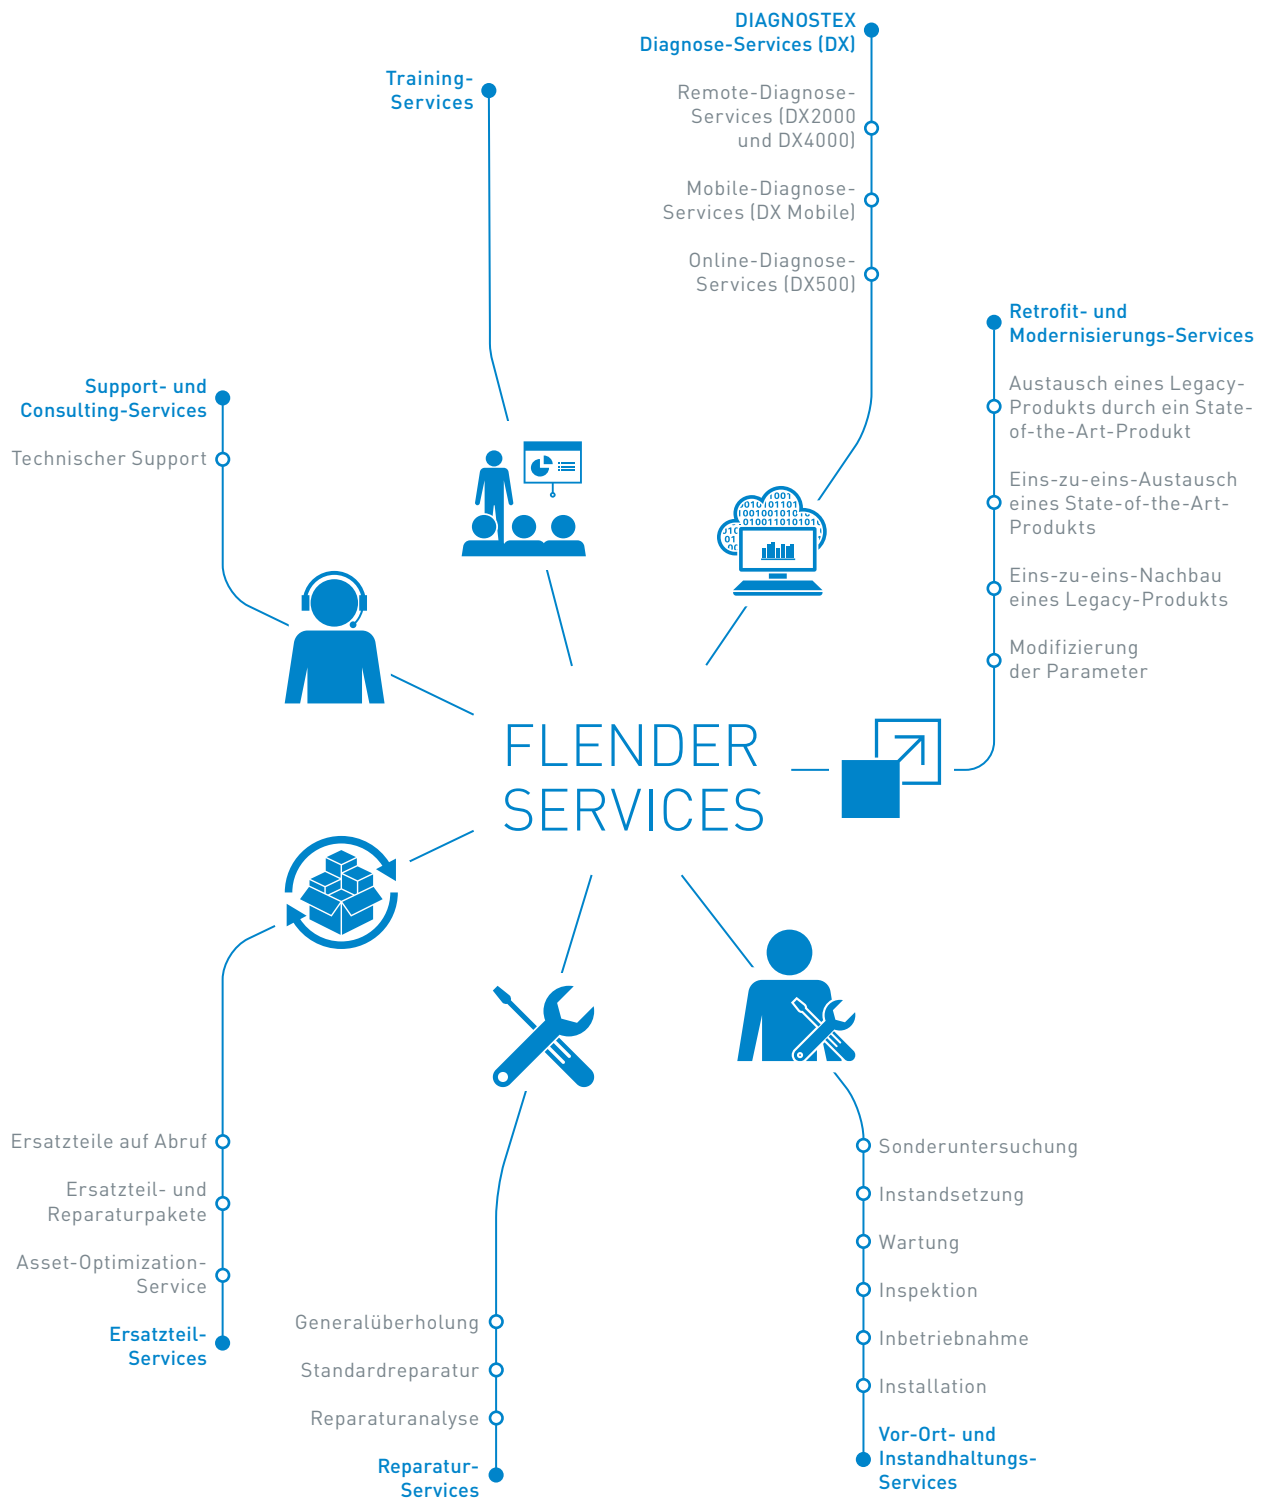 DIAGNOSTEX
Diagnose-Services (DX)
Remote-Diagnose-
Services (DX2000
und DX4000)
Mobile-Diagnose-
Services (DX Mobile)
Online-Diagnose-
Services (DX500)
Training-
Services
Retrofit- und
Modernisierungs-Services
Austausch eines Legacy-
Produkts durch ein State-
of-the-Art-Produkt
Eins-zu-eins-Austausch
eines State-of-the-Art-
Produkts
Eins-zu-eins-Nachbau
eines Legacy-Produkts
Modifizierung
der Parameter
Support- und
Consulting-Services
Technischer Support
FLENDER
SERVICES
Ersatzteile auf Abruf
Ersatzteil- und
Reparaturpakete
Asset-Optimization-
Service
Ersatzteil-
Services
Generalüberholung
Standardreparatur
Reparaturanalyse
Reparatur-
Services
Sonderuntersuchung
Instandsetzung
Wartung
Inspektion
Inbetriebnahme
Installation
Vor-Ort- und
Instandhaltungs-
Services